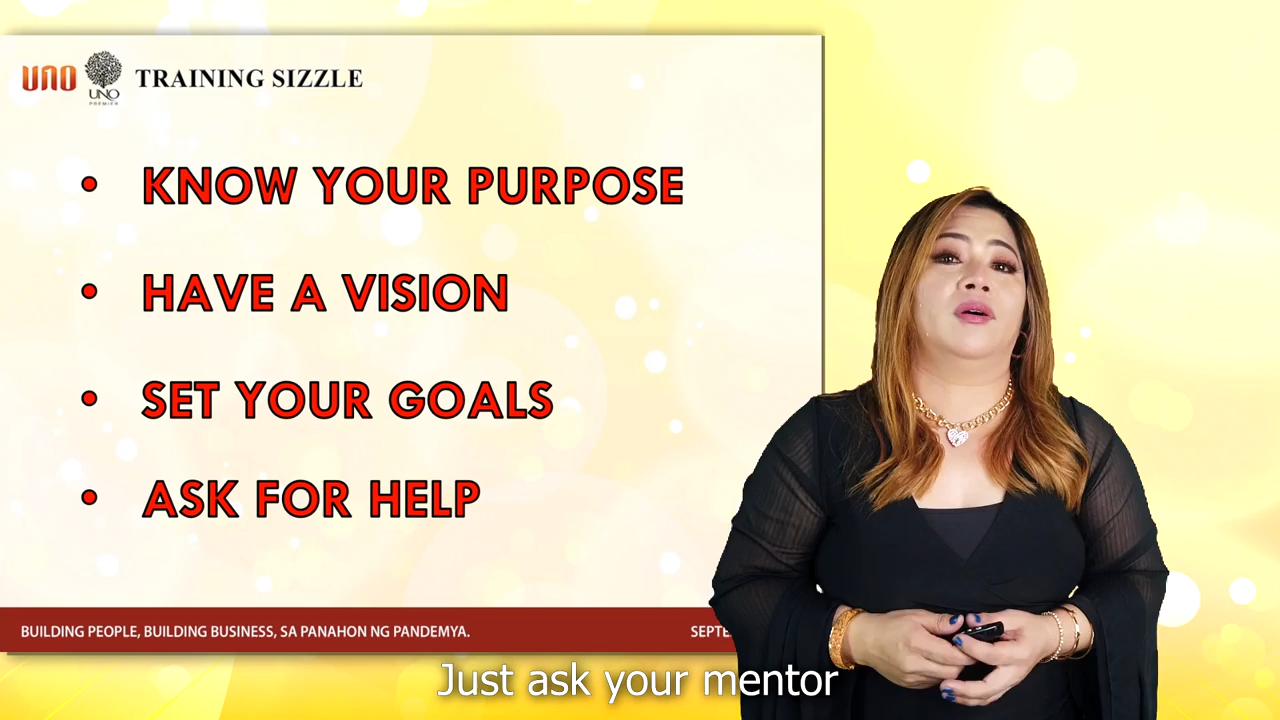 UNO
UNO
PREMIER
TRAINING SIZZLE
• KNOW YOUR PURPOSE
• HAVE A VISION
• SET YOUR GOALS
• ASK FOR HELP
BUILDING PEOPLE, BUILDING BUSINESS, SA PANAHON NG PANDEMYA.
Just ask your mentor